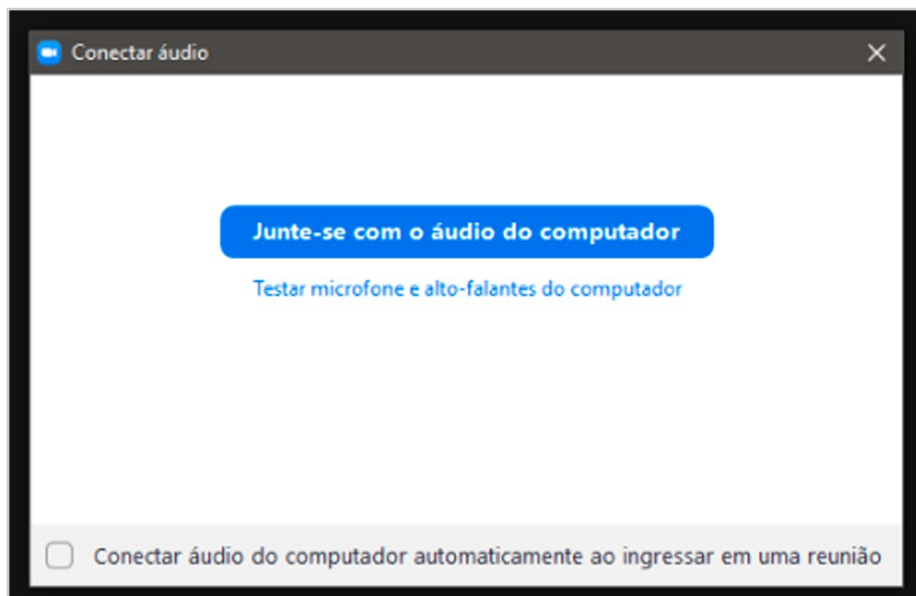 Conectar áudio
Junte-se com o áudio do computador
Testar microfone e alto-falantes do computador
Conectar áudio do computador automaticamente ao ingressar em uma reunião